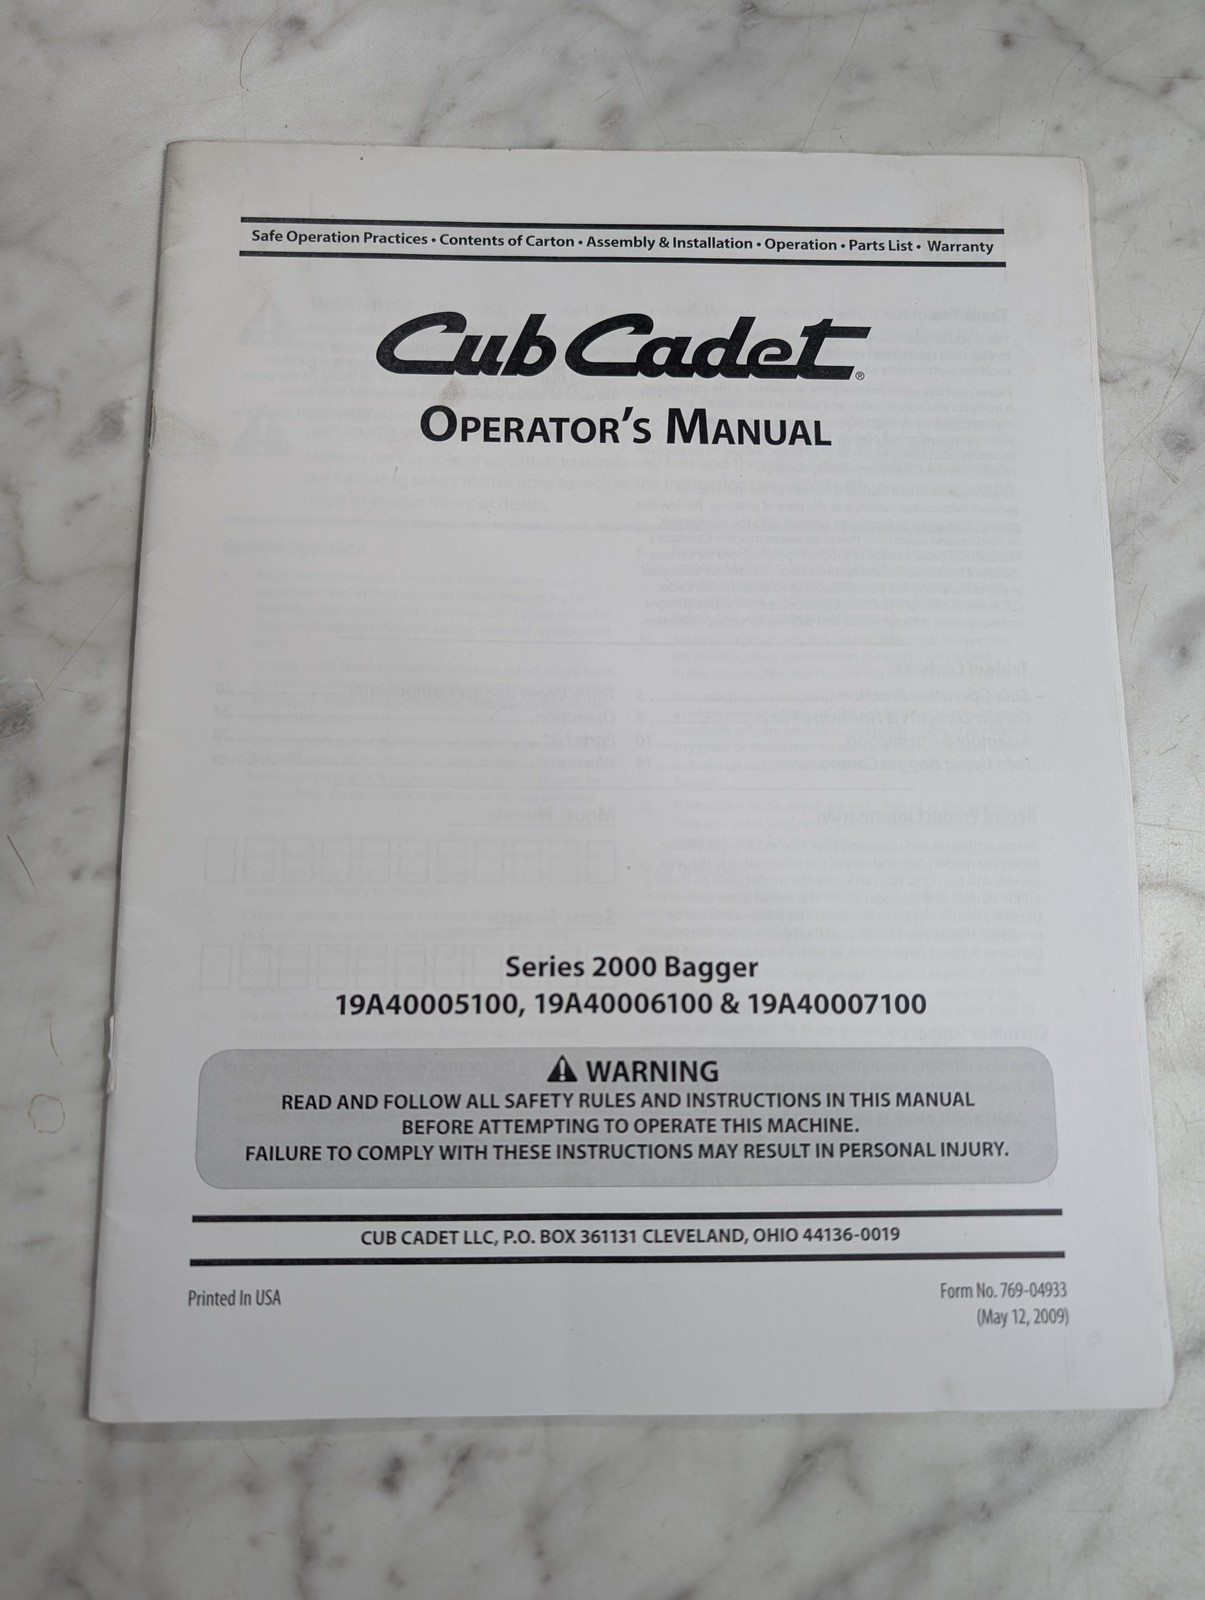 Safe Operation Practices • Contents of Carton • Assembly & Installation • Operation • Parts List • Warranty
Cub Cadet®
OPERATOR'S MANUAL
Series 2000 Bagger
19A40005100, 19A40006100 & 19A40007100
WARNING
READ AND FOLLOW ALL SAFETY RULES AND INSTRUCTIONS IN THIS MANUAL
BEFORE ATTEMPTING TO OPERATE THIS MACHINE.
FAILURE TO COMPLY WITH THESE INSTRUCTIONS MAY RESULT IN PERSONAL INJURY.
CUB CADET LLC, P.O. BOX 361131 CLEVELAND, OHIO 44136-0019
Printed In USA
Form No. 769-04933
(May 12, 2009)